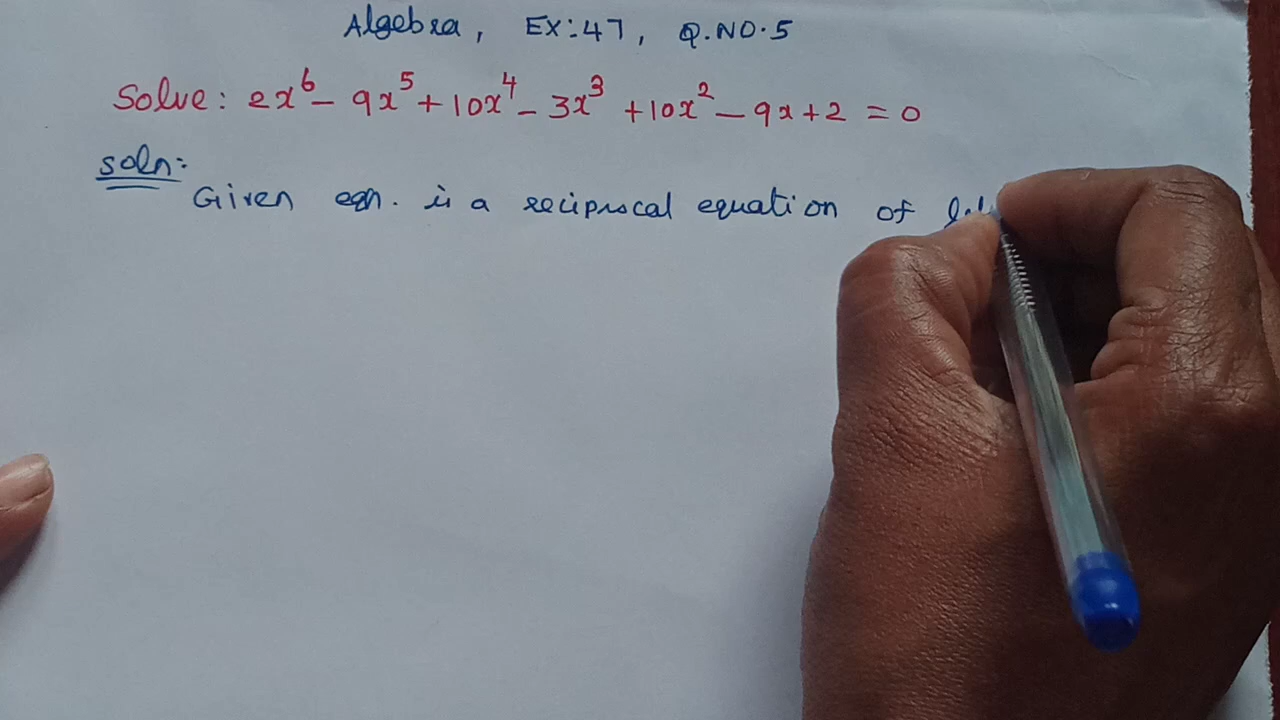 Algebra, EX:47, Q.NO.5
Solve: 2x⁶ - 9x⁵ + 10x⁴ - 3x³ + 10x² - 9x + 2 = 0
Soln:
Given eqn. is a reciprocal equation of